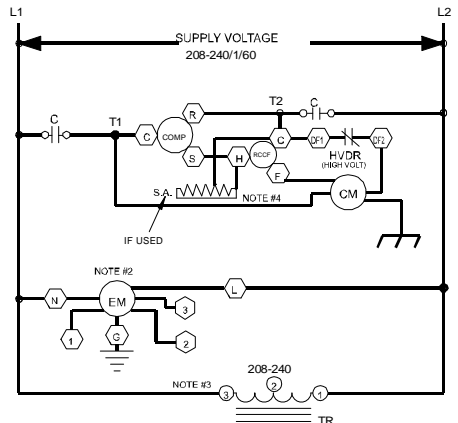 L1 L2
SUPPLY VOLTAGE
208-240/1/60
C T1 C COMP R S T2 C
H RCCF C F DF1 DF2
HVDR
(HIGH VOLT)
S.A.
NOTE #4
CM
IF USED
NOTE #2
N EM L
3
1 G 2
208-240
NOTE #3 3 2 1
TR